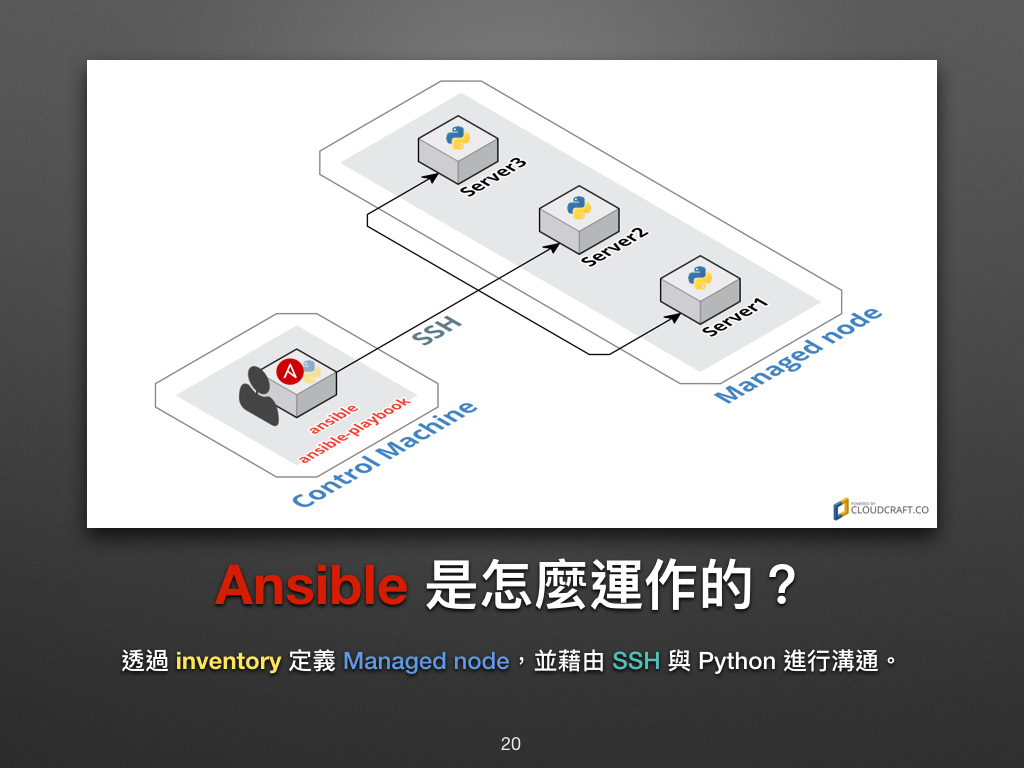 Server3
Server2
Server1
SSH
Managed node
ansible
ansible-playbook
Control Machine
POWERED BY
CLOUDCRAFT.CO
Ansible 是怎麼運作的？
透過 inventory 定義 Managed node，並藉由 SSH 與 Python 進行溝通。
20